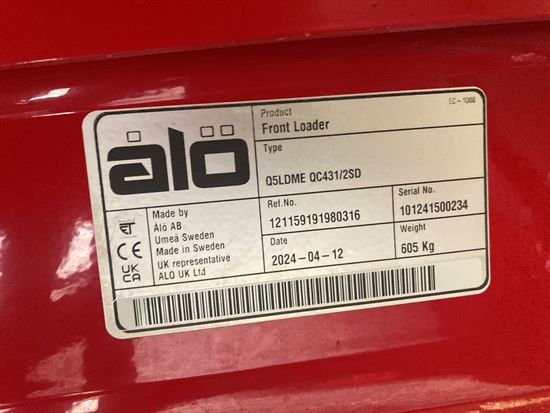 EC-1000
älö
Product
Front Loader
Type
Q5LDME QC431/2SD
Ref.No.
121159191980316
Serial No.
101241500234
Date
2024-04-12
Weight
605 Kg
Made by
Ålö AB.
Umeå Sweden
Made in Sweden
UK representative
ALO UK Ltd
CE
UK
CA